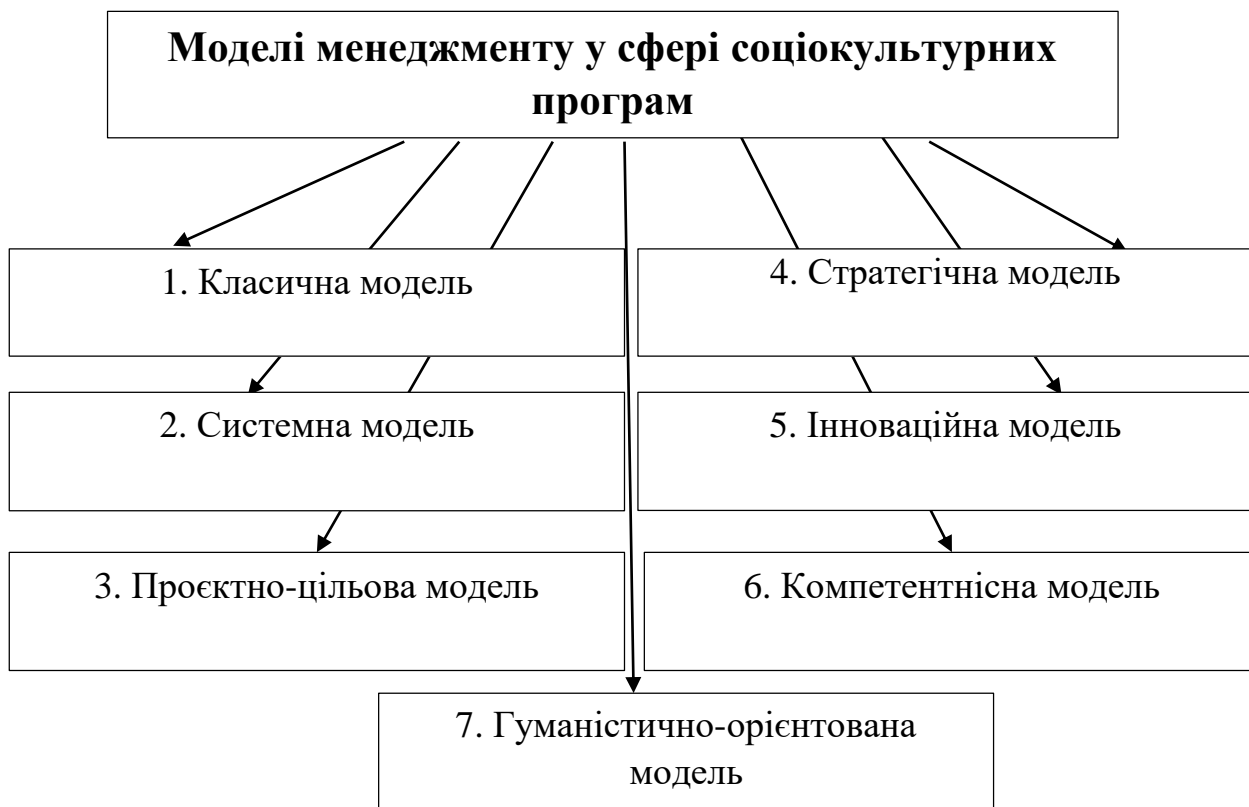 Моделі менеджменту у сфері соціокультурних
програм
1. Класична модель
2. Системна модель
3. Проєктно-цільова модель
4. Стратегічна модель
5. Інноваційна модель
6. Компетентнісна модель
7. Гуманістично-орієнтована
модель